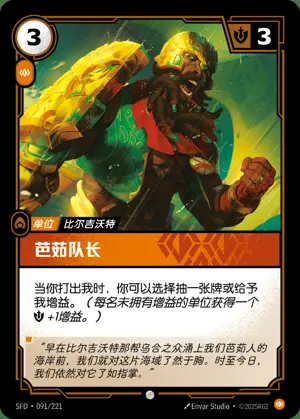 3
3
单位
比尔吉沃特
芭茹队长
当你打出我时，你可以选择抽一张牌或给予
我增益。（每名未拥有增益的单位获得一个
+1增益。）
"早在比尔吉沃特那帮乌合之众涌上我们芭茹人的
海岸前，我们就对这片海域了然于胸。时至今日，
我们依然对它了如指掌。"
SFD • 091/221
Envar Studio • ©2025RGI